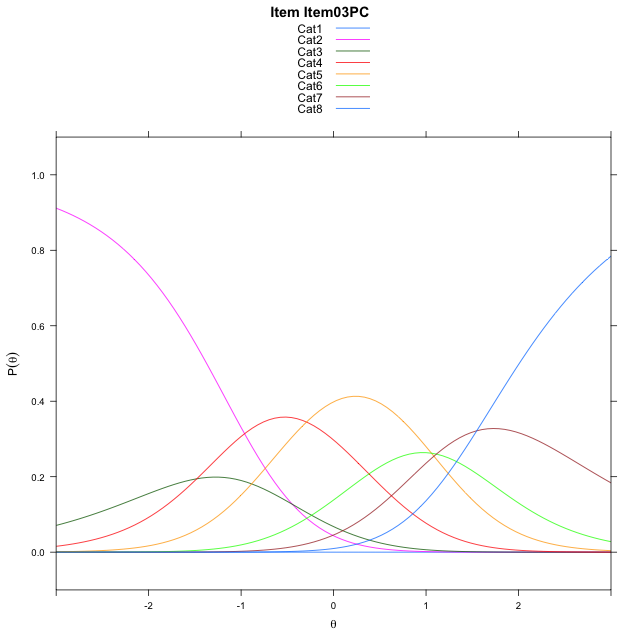 Item Item03PC
Cat1
Cat2
Cat3
Cat4
Cat5
Cat6
Cat7
Cat8
1.0
0.8
0.6
0.4
0.2
0.0
P(θ)
-2 -1 0 1 2
θ